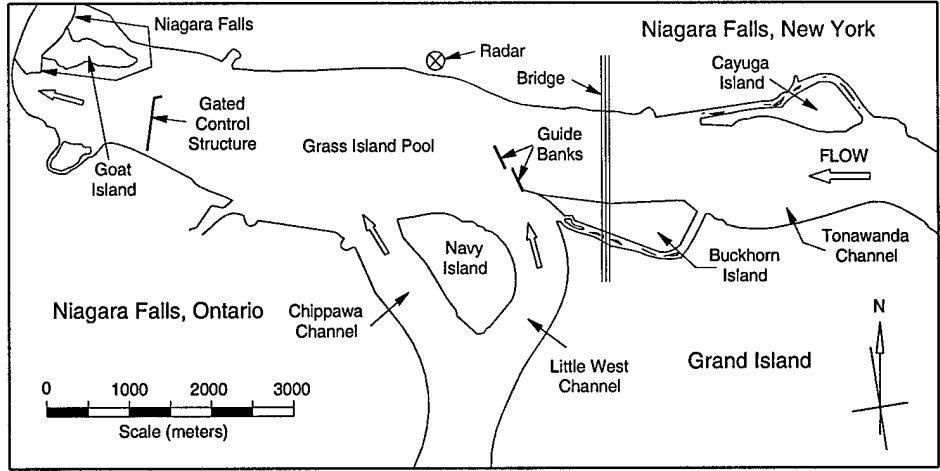 Niagara Falls
Niagara Falls, New York
Radar
Bridge
Cayuga
Island
Gated
Control
Structure
Guide
Banks
Grass Island Pool
Goat
Island
FLOW
Navy
Island
Buckhorn
Island
Tonawanda
Channel
Niagara Falls, Ontario
Chippawa
Channel
N
Little West
Channel
Grand Island
0 1000 2000 3000
Scale (meters)